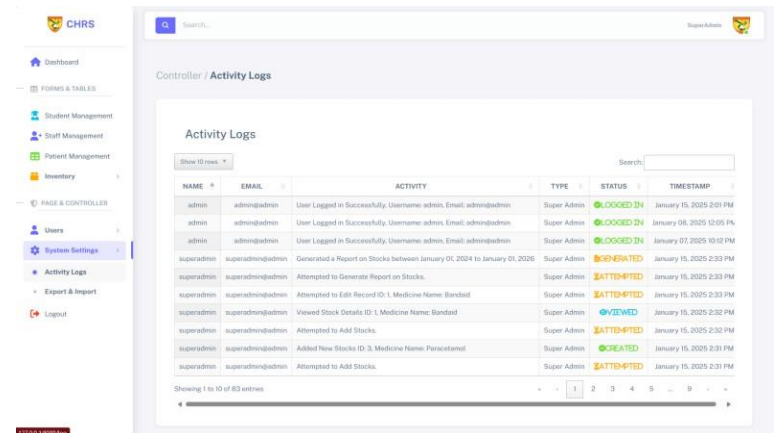 CHRS
Search...
SuperAdmin
Dashboard
FORMS & TABLES
Student Management
Staff Management
Patient Management
Inventory
PAGE & CONTROLLER
Users
System Settings
Activity Logs
Export & Import
Logout
Controller / Activity Logs
Activity Logs
Show 10 rows
Search:
NAME EMAIL ACTIVITY TYPE STATUS TIMESTAMP
admin admin@admin User Logged in Successfully, Username: admin, Email: admin@admin Super Admin LOGGED IN January 15, 2025 2:01 PM
admin admin@admin User Logged in Successfully, Username: admin, Email: admin@admin Super Admin LOGGED IN January 08, 2025 12:05 PM
admin admin@admin User Logged in Successfully, Username: admin, Email: admin@admin Super Admin LOGGED IN January 07, 2025 10:12 PM
superadmin superadmin@admin Generated a Report on Stocks between January 01, 2024 to January 01, 2026 Super Admin GENERATED January 15, 2025 2:33 PM
superadmin superadmin@admin Attempted to Generate Report on Stocks. Super Admin ATTEMPTED January 15, 2025 2:33 PM
superadmin superadmin@admin Attempted to Edit Record ID: 1, Medicine Name: Bandaid Super Admin ATTEMPTED January 15, 2025 2:33 PM
superadmin superadmin@admin Viewed Stock Details ID: 1, Medicine Name: Bandaid Super Admin VIEWED January 15, 2025 2:32 PM
superadmin superadmin@admin Attempted to Add Stocks. Super Admin ATTEMPTED January 15, 2025 2:32 PM
superadmin superadmin@admin Added New Stocks ID: 3, Medicine Name: Paracetamol Super Admin CREATED January 15, 2025 2:31 PM
superadmin superadmin@admin Attempted to Add Stocks. Super Admin ATTEMPTED January 15, 2025 2:31 PM
Showing 1 to 10 of 83 entries
« ‹ 1 2 3 4 5 … 9 › »